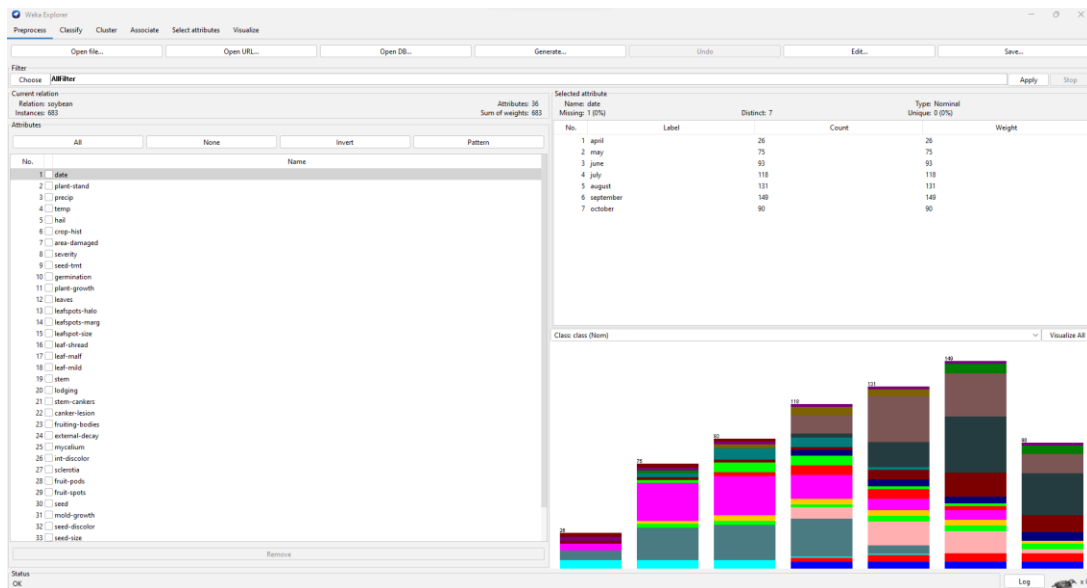 Weka Explorer
Preprocess Classify Cluster Associate Select attributes Visualize
Open file... Open URL... Open DB... Generate... Undo Edit... Save...
Filter
Choose AllFilter Apply Stop
Current relation
Relation: soybean Attributes: 36
Instances: 683 Sum of weights: 683
Attributes
All None Invert Pattern
No. Name
1 date
2 plant-stand
3 precip
4 temp
5 hail
6 crop-hist
7 area-damaged
8 severity
9 seed-tmt
10 germination
11 plant-growth
12 leaves
13 leafspots-halo
14 leafspots-marg
15 leafspot-size
16 leaf-shread
17 leaf-malf
18 leaf-mild
19 stem
20 lodging
21 stem-cankers
22 canker-lesion
23 fruiting-bodies
24 external-decay
25 mycelium
26 int-discolor
27 sclerotia
28 fruit-pods
29 fruit-spots
30 seed
31 mold-growth
32 seed-discolor
33 seed-size
Remove
Selected attribute
Name: date Type: Nominal
Missing: 1 (0%) Distinct: 7 Unique: 0 (0%)
No. Label Count Weight
1 april 26 26
2 may 75 75
3 june 93 93
4 july 118 118
5 august 131 131
6 september 149 149
7 october 90 90
Class: class (Nom) Visualize All
26 75 93 118 131 149 90
Status
OK Log